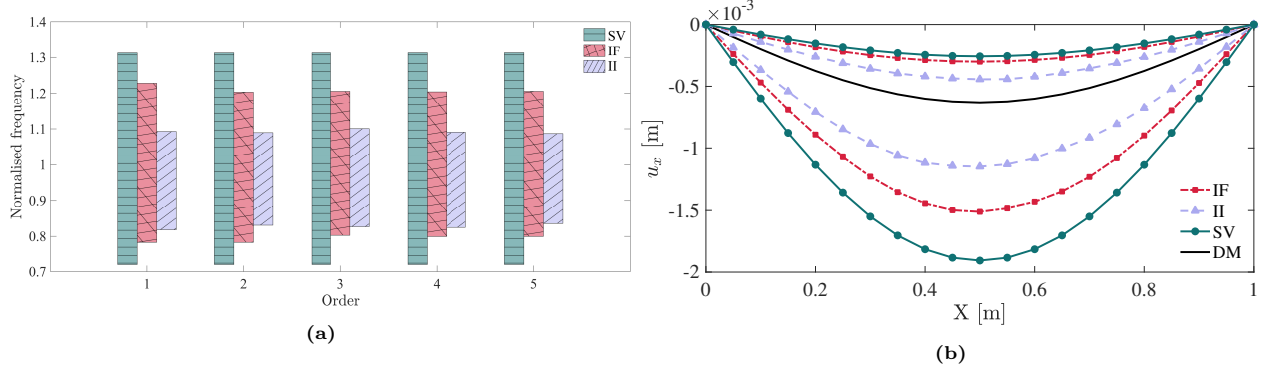 1.4
1.3
1.2
1.1
1
0.9
0.8
0.7
Normalised frequency
1
2
3
4
5
Order
SV
IF
II
(a)
×10⁻³
0
-0.5
-1
-1.5
-2
u_x [m]
0
0.2
0.4
0.6
0.8
1
X [m]
IF
II
SV
DM
(b)